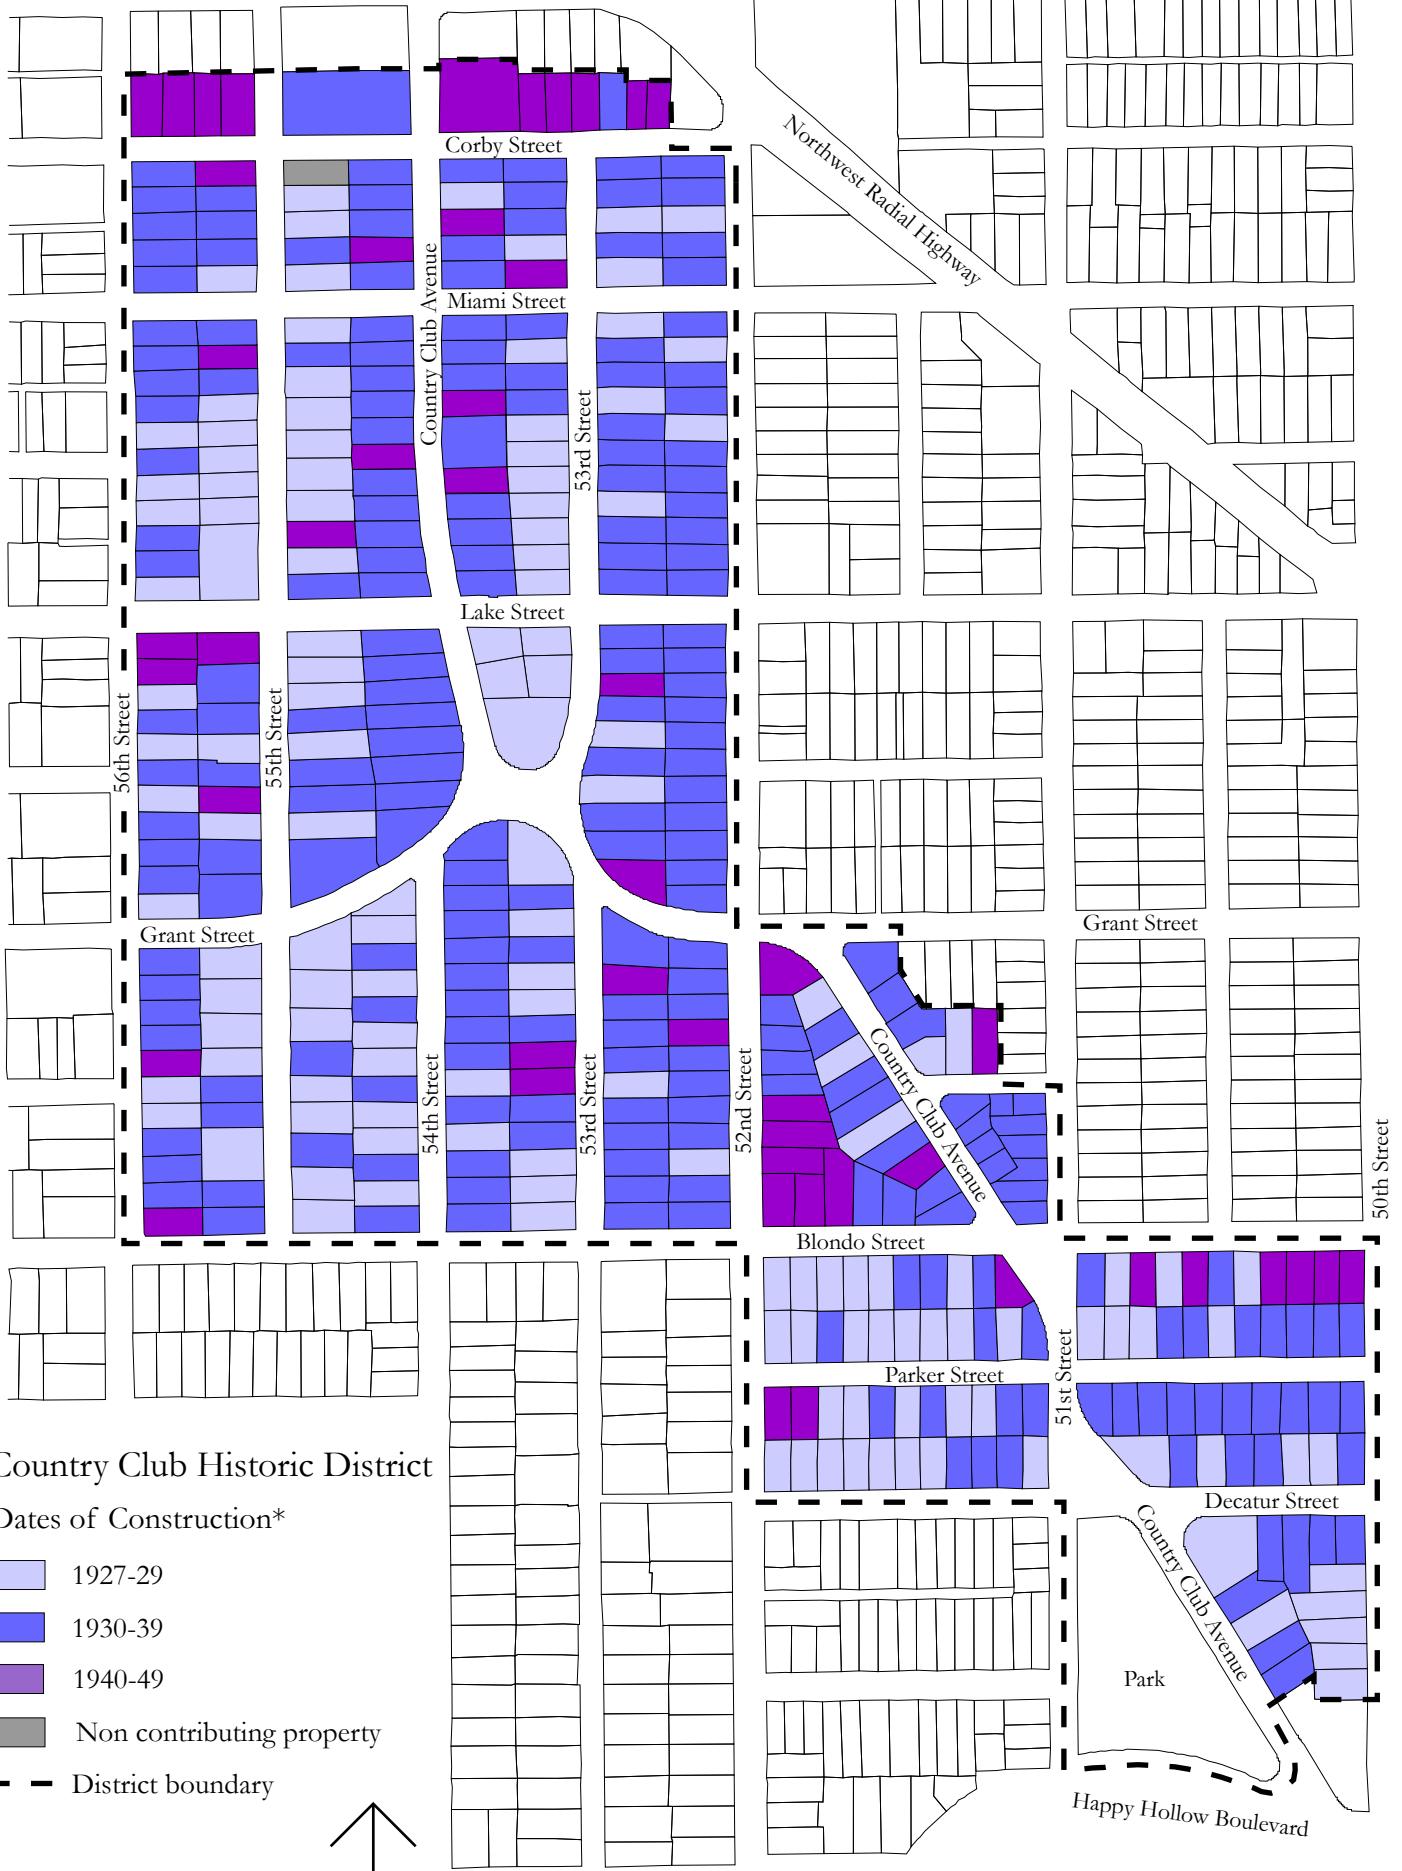 Corby Street
Northwest Radial Highway
Country Club Avenue
Miami Street
53rd Street
Lake Street
56th Street
55th Street
Grant Street
Grant Street
Country Club Avenue
54th Street
53rd Street
52nd Street
50th Street
Blondo Street
Parker Street
51st Street
Decatur Street
Country Club Avenue
Park
Happy Hollow Boulevard
Country Club Historic District
Dates of Construction*
1927-29
1930-39
1940-49
Non contributing property
District boundary